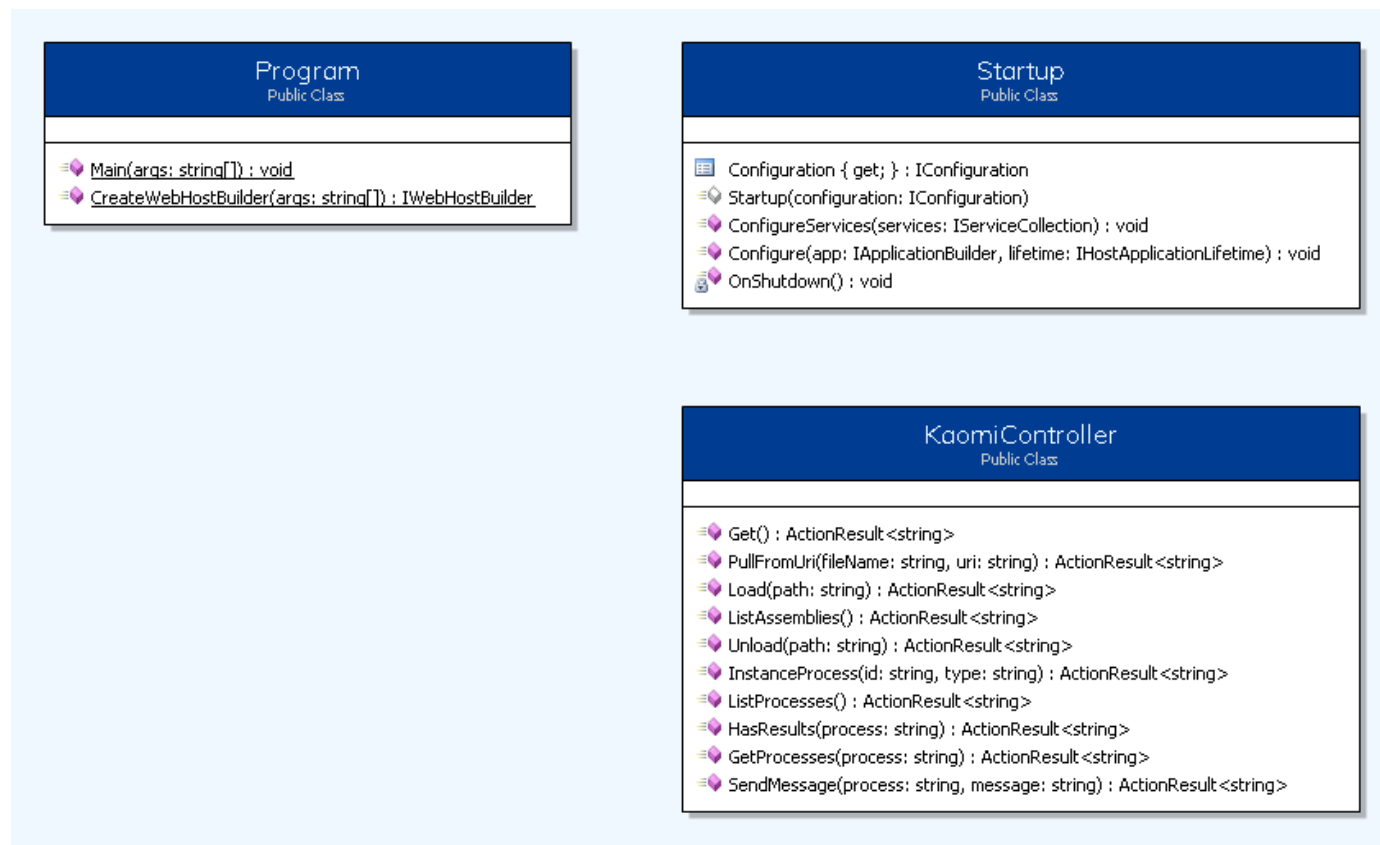 Program
Public Class
Main(args: string[]) : void
CreateWebHostBuilder(args: string[]) : IWebHostBuilder
Startup
Public Class
Configuration { get; } : IConfiguration
Startup(configuration: IConfiguration)
ConfigureServices(services: IServiceCollection) : void
Configure(app: IApplicationBuilder, lifetime: IHostApplicationLifetime) : void
OnShutdown() : void
KaomiController
Public Class
Get() : ActionResult<string>
PullFromUri(fileName: string, uri: string) : ActionResult<string>
Load(path: string) : ActionResult<string>
ListAssemblies() : ActionResult<string>
Unload(path: string) : ActionResult<string>
InstanceProcess(id: string, type: string) : ActionResult<string>
ListProcesses() : ActionResult<string>
HasResults(process: string) : ActionResult<string>
GetProcesses(process: string) : ActionResult<string>
SendMessage(process: string, message: string) : ActionResult<string>